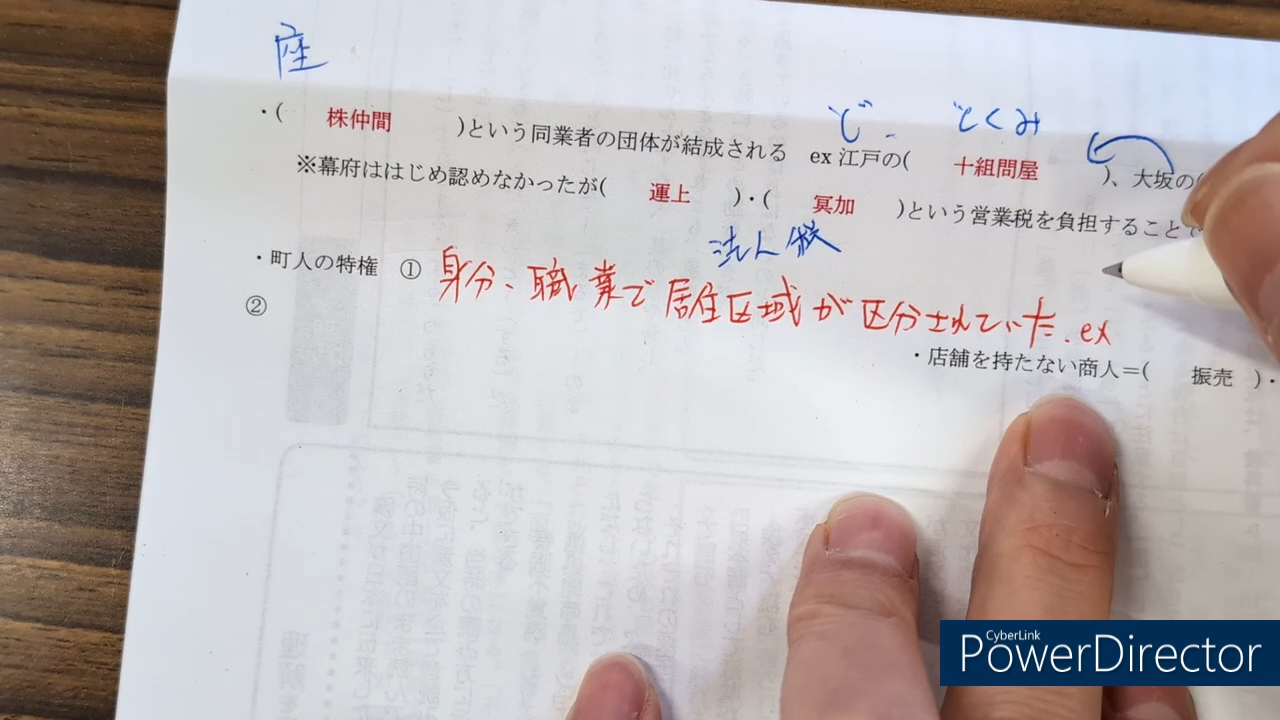 座
ど とくみ
・( 株仲間 )という同業者の団体が結成される ex 江戸の( 十組問屋 )、大坂の(
※幕府ははじめ認めなかったが( 運上 )・( 冥加 )という営業税を負担することで
法人税
・町人の特権 ① 身分、職業で居住区域が区分されていた. ex
②
・店舗を持たない商人=( 振売 )・
CyberLink
PowerDirector